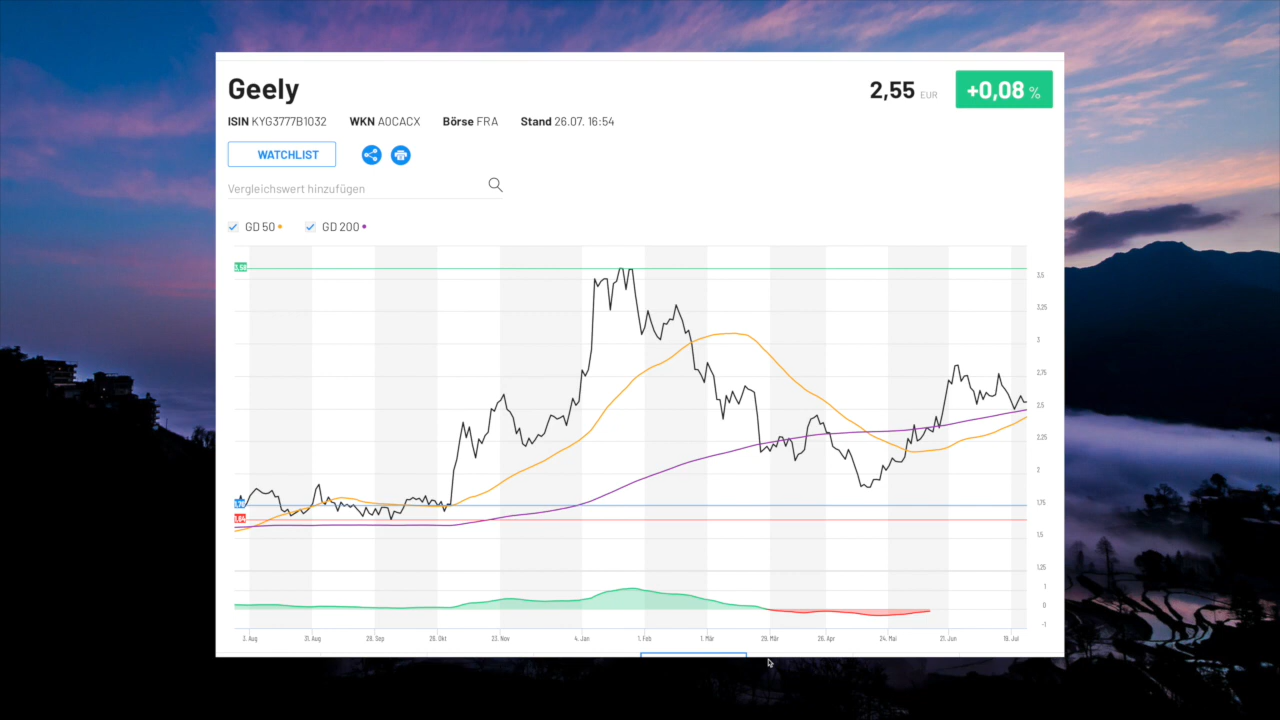 Geely
2,55 EUR +0,08 %
ISIN KYG3777B1032 WKN A0CACX Börse FRA Stand 26.07. 16:54
WATCHLIST
Vergleichswert hinzufügen
GD 50 GD 200
3,5
3,25
3
2,75
2,5
2,25
2
1,75
1,5
1,25
1
0
-1
3. Aug 31. Aug 28. Sep 26. Okt 23. Nov 4. Jan 1. Feb 1. Mär 29. Mär 26. Apr 24. Mai 21. Jun 19. Jul